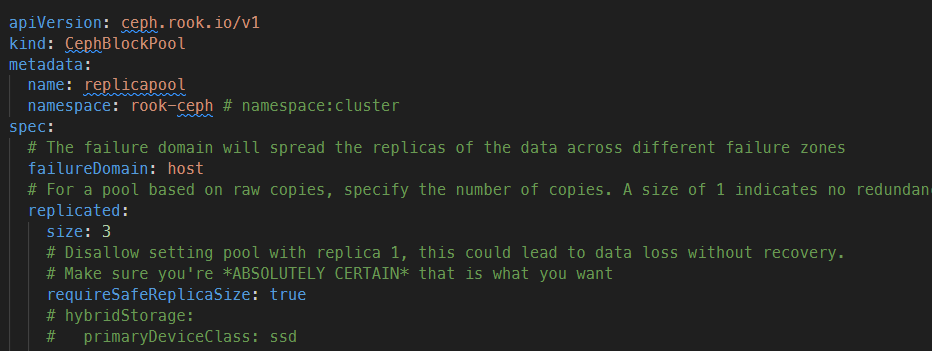 apiVersion: ceph.rook.io/v1
kind: CephBlockPool
metadata:
  name: replicapool
  namespace: rook-ceph # namespace:cluster
spec:
  # The failure domain will spread the replicas of the data across different failure zones
  failureDomain: host
  # For a pool based on raw copies, specify the number of copies. A size of 1 indicates no
  replicated:
    size: 3
    # Disallow setting pool with replica 1, this could lead to data loss without recovery.
    # Make sure you're *ABSOLUTELY CERTAIN* that is what you want
    requireSafeReplicaSize: true
    # hybridStorage:
    #   primaryDeviceClass: ssd